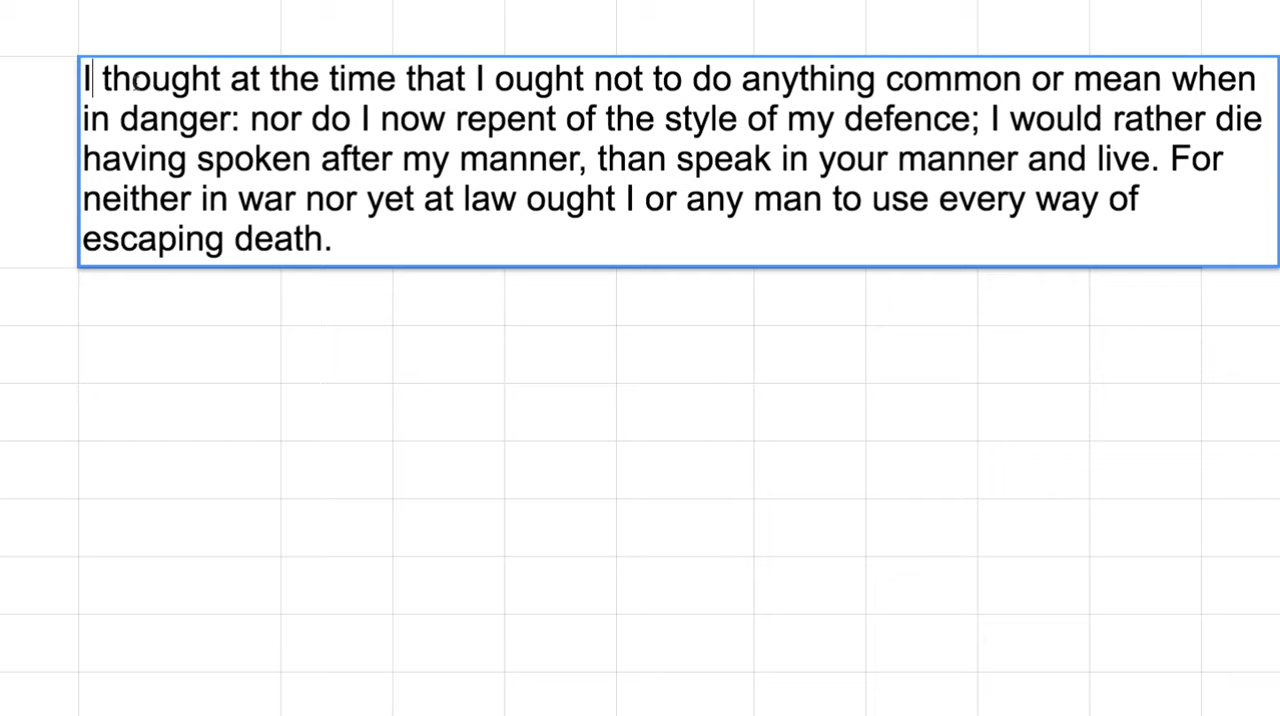 I thought at the time that I ought not to do anything common or mean when
in danger: nor do I now repent of the style of my defence; I would rather die
having spoken after my manner, than speak in your manner and live. For
neither in war nor yet at law ought I or any man to use every way of
escaping death.